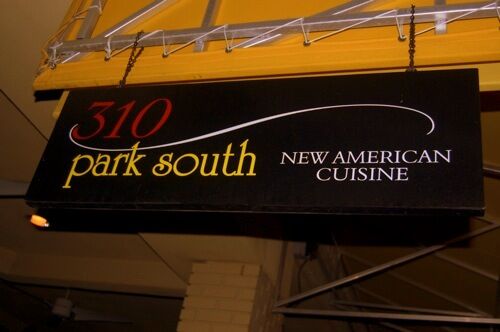 310
park south
NEW AMERICAN
CUISINE